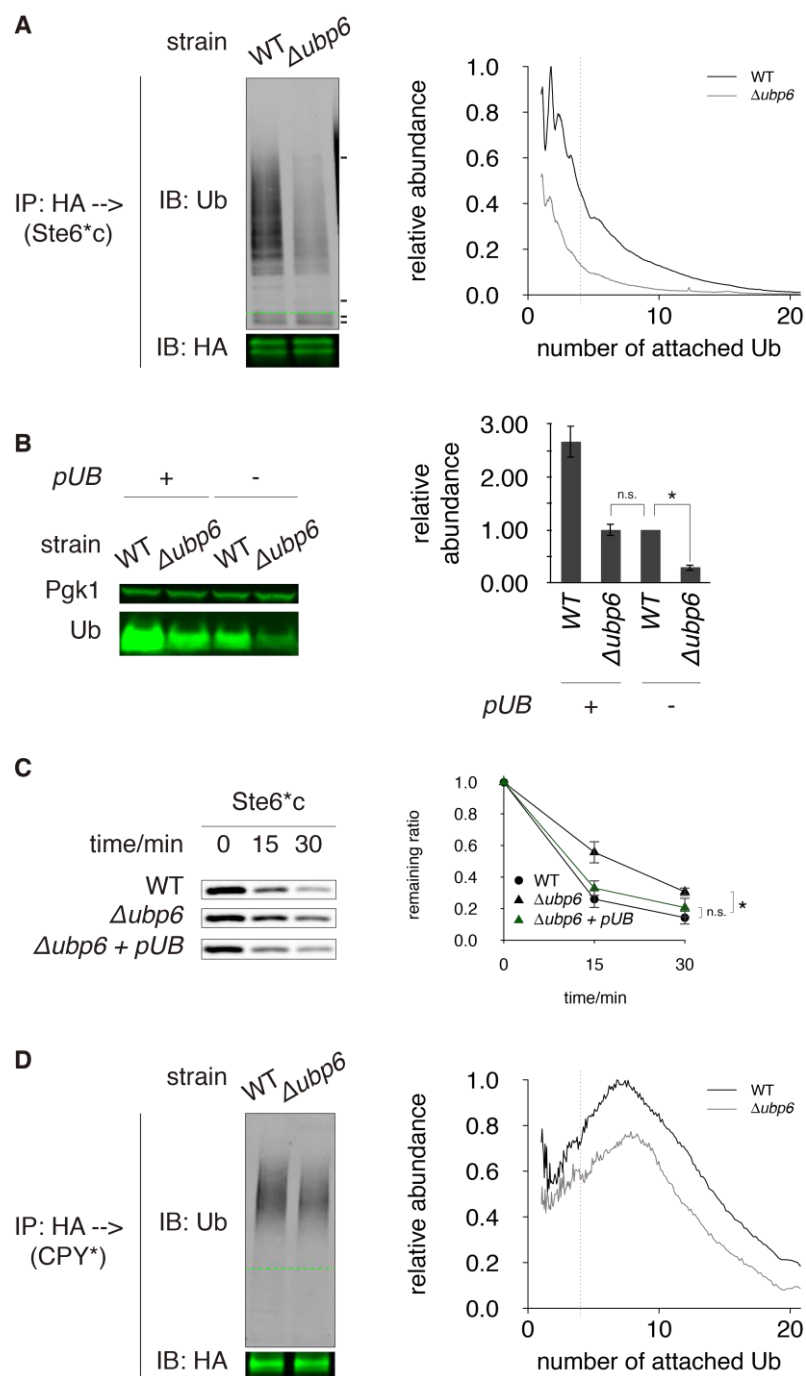 A
strain
WT Δubp6
IP: HA -->
(Ste6*c)
IB: Ub
IB: HA
relative abundance
1.0
0.8
0.6
0.4
0.2
0.0
0 10 20
number of attached Ub
WT
Δubp6
B
pUB + -
strain WT Δubp6 WT Δubp6
Pgk1
Ub
relative
abundance
3.00
2.00
1.00
0.00
n.s. *
WT Δubp6 WT Δubp6
pUB + -
C
Ste6*c
time/min 0 15 30
WT
Δubp6
Δubp6 + pUB
remaining ratio
1.0
0.8
0.6
0.4
0.2
0.0
WT
Δubp6
Δubp6 + pUB
n.s. *
0 15 30
time/min
D
strain
WT Δubp6
IP: HA -->
(CPY*)
IB: Ub
IB: HA
relative abundance
1.0
0.8
0.6
0.4
0.2
0.0
0 10 20
number of attached Ub
WT
Δubp6